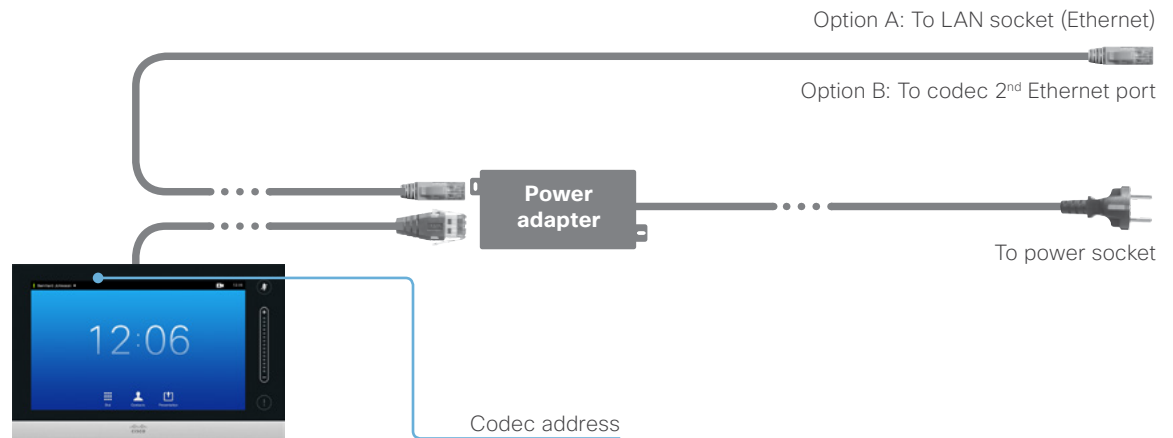 Option A: To LAN socket (Ethernet)
Option B: To codec 2nd Ethernet port
Power
adapter
To power socket
12:06
Codec address